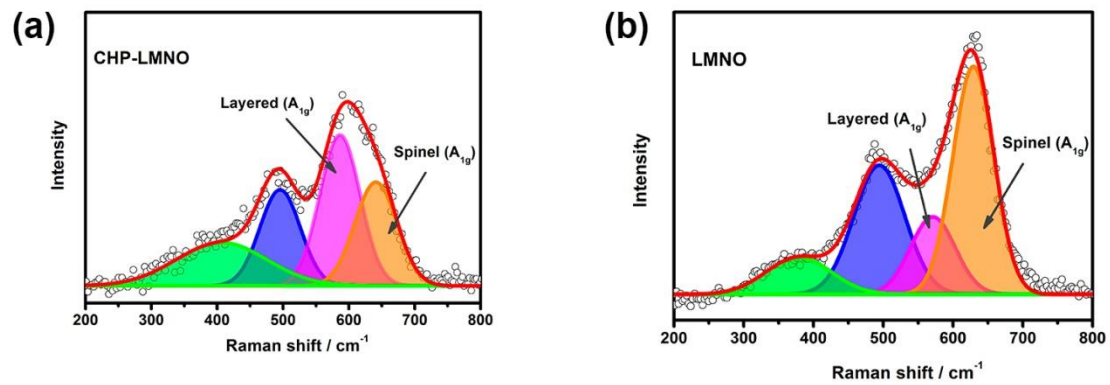 (a)
CHP-LMNO
Layered (A1g)
Spinel (A1g)
Intensity
200 300 400 500 600 700 800
Raman shift / cm-1
(b)
LMNO
Layered (A1g)
Spinel (A1g)
Intensity
200 300 400 500 600 700 800
Raman shift / cm-1